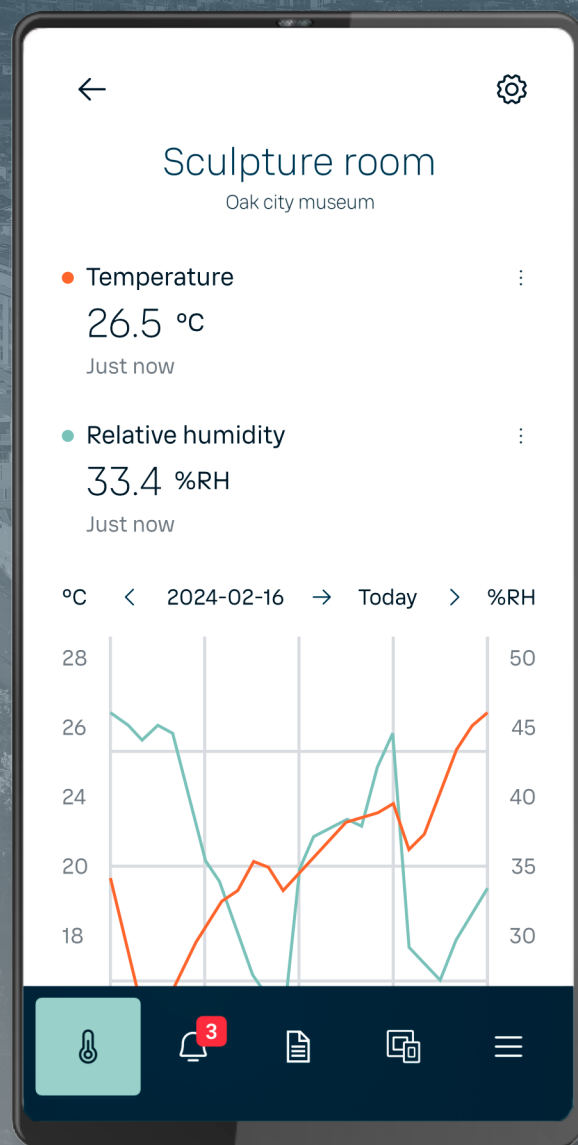 Sculpture room
Oak city museum
Temperature
26.5 °C
Just now
Relative humidity
33.4 %RH
Just now
°C < 2024-02-16 → Today > %RH
28 50
26 45
24 40
20 35
18 30
3